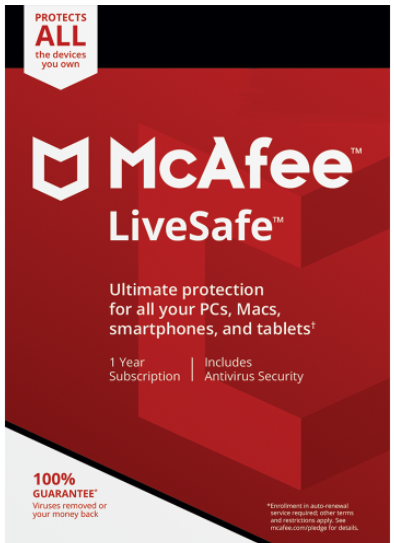 PROTECTS
ALL
the devices
you own
McAfee™
LiveSafe™
Ultimate protection
for all your PCs, Macs,
smartphones, and tablets†
1 Year
Subscription
Includes
Antivirus Security
100%
GUARANTEE*
Viruses removed or
your money back
*Enrollment in auto-renewal
service required; other terms
and restrictions apply. See
mcafee.com/pledge for details.